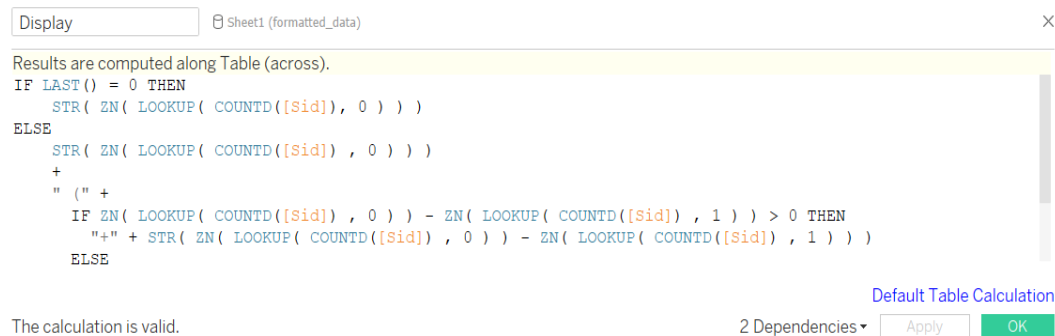 Display
Sheet1 (formatted_data)
Results are computed along Table (across).
IF LAST() = 0 THEN
    STR( ZN( LOOKUP( COUNTD([Sid]), 0 ) ) )
ELSE
    STR( ZN( LOOKUP( COUNTD([Sid]) , 0 ) ) )
    +
    " (" +
      IF ZN( LOOKUP( COUNTD([Sid]) , 0 ) ) - ZN( LOOKUP( COUNTD([Sid]) , 1 ) ) > 0 THEN
        "+" + STR( ZN( LOOKUP( COUNTD([Sid]) , 0 ) ) - ZN( LOOKUP( COUNTD([Sid]) , 1 ) ) )
      ELSE
Default Table Calculation
The calculation is valid.
2 Dependencies
Apply
OK